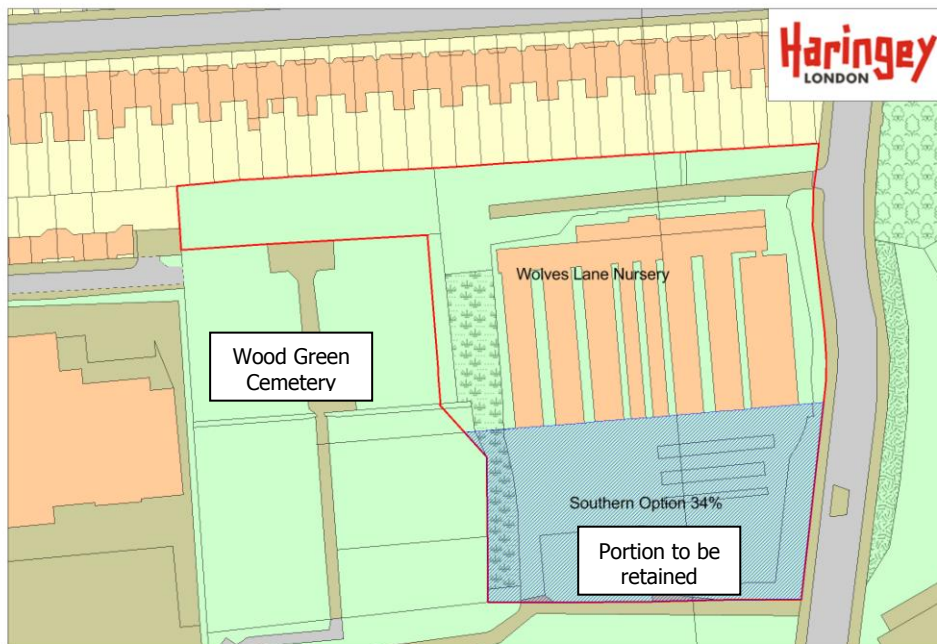 Haringey
LONDON
Wolves Lane Nursery
Wood Green
Cemetery
Southern Option 34%
Portion to be
retained